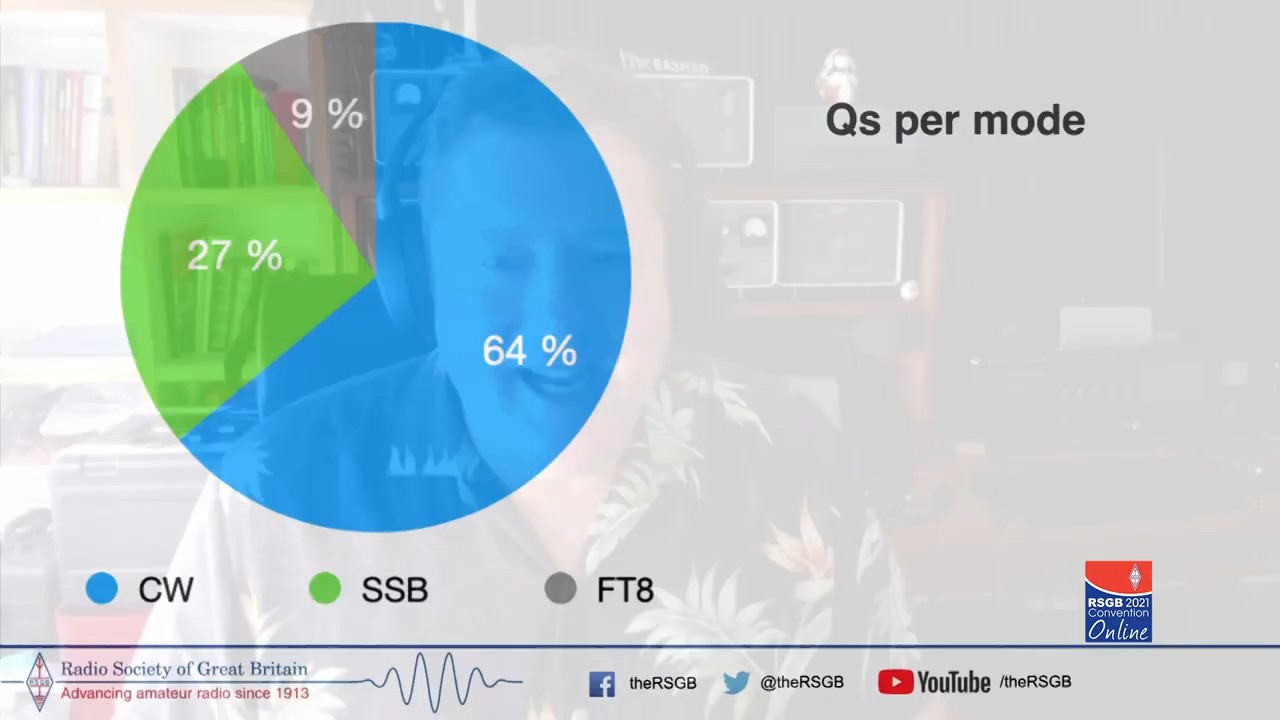 Qs per mode
9 %
27 %
64 %
CW
SSB
FT8
RSGB 2021
Convention
Online
RSGB
Radio Society of Great Britain
Advancing amateur radio since 1913
theRSGB
@theRSGB
YouTube /theRSGB